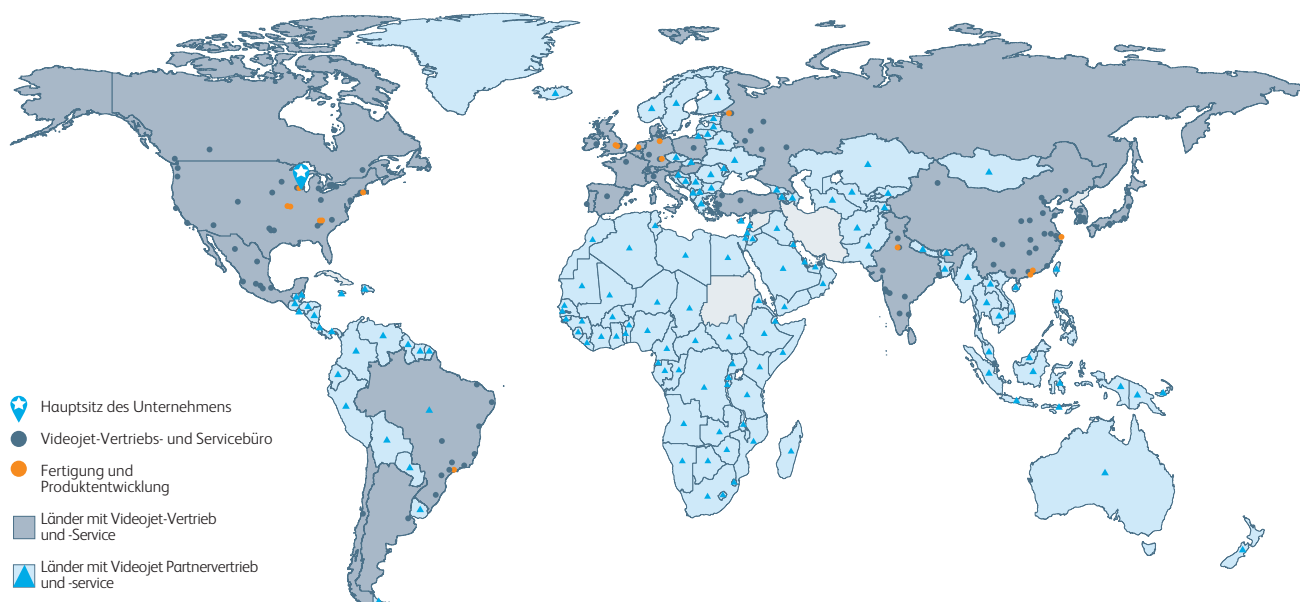 Hauptsitz des Unternehmens
Videojet-Vertriebs- und Servicebüro
Fertigung und
Produktentwicklung
Länder mit Videojet-Vertrieb
und -Service
Länder mit Videojet Partnervertrieb
und -service